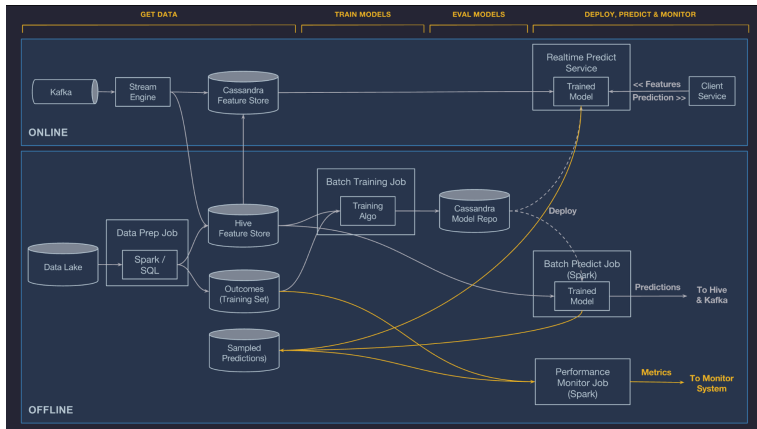 GET DATA
TRAIN MODELS
EVAL MODELS
DEPLOY, PREDICT & MONITOR
Realtime Predict
Service
Kafka
Stream
Engine
Cassandra
Feature Store
Trained
Model
<< Features
Prediction >>
Client
Service
ONLINE
Batch Training Job
Training
Algo
Cassandra
Model Repo
Deploy
Hive
Feature Store
Data Prep Job
Spark /
SQL
Data Lake
Outcomes
(Training Set)
Batch Predict Job
(Spark)
Trained
Model
Predictions
To Hive
& Kafka
Sampled
Predictions)
Performance
Monitor Job
(Spark)
Metrics
To Monitor
System
OFFLINE